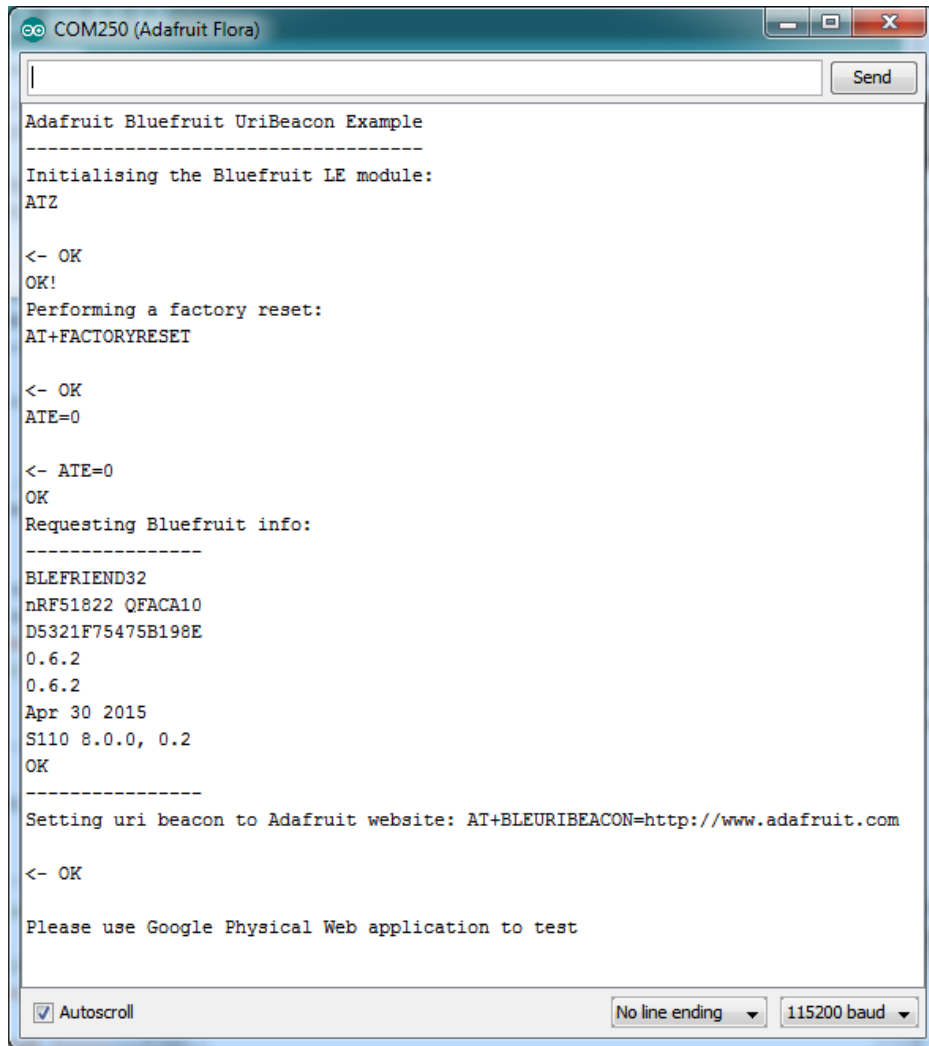 COM250 (Adafruit Flora)
Send
Adafruit Bluefruit UriBeacon Example
------------------------------------
Initialising the Bluefruit LE module:
ATZ
<- OK
OK!
Performing a factory reset:
AT+FACTORYRESET
<- OK
ATE=0
<- ATE=0
OK
Requesting Bluefruit info:
----------------
BLEFRIEND32
nRF51822 QFACA10
D5321F75475B198E
0.6.2
0.6.2
Apr 30 2015
S110 8.0.0, 0.2
OK
----------------
Setting uri beacon to Adafruit website: AT+BLEURIBEACON=http://www.adafruit.com
<- OK
Please use Google Physical Web application to test
Autoscroll
No line ending
115200 baud